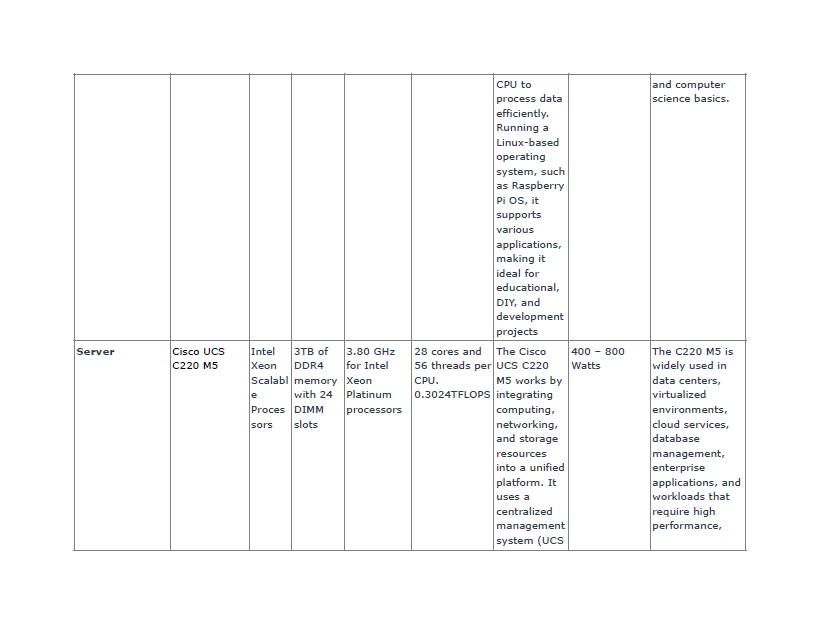 CPU to
process data
efficiently.
Running a
Linux-based
operating
system, such
as Raspberry
Pi OS, it
supports
various
applications,
making it
ideal for
educational,
DIY, and
development
projects
and computer
science basics.
Server
Cisco UCS
C220 M5
Intel
Xeon
Scalabl
e
Proces
sors
3TB of
DDR4
memory
with 24
DIMM
slots
3.80 GHz
for Intel
Xeon
Platinum
processors
28 cores and
56 threads per
CPU.
0.3024TFLOPS
The Cisco
UCS C220
M5 works by
integrating
computing,
networking,
and storage
resources
into a unified
platform. It
uses a
centralized
management
system (UCS
400 – 800
Watts
The C220 M5 is
widely used in
data centers,
virtualized
environments,
cloud services,
database
management,
enterprise
applications, and
workloads that
require high
performance,